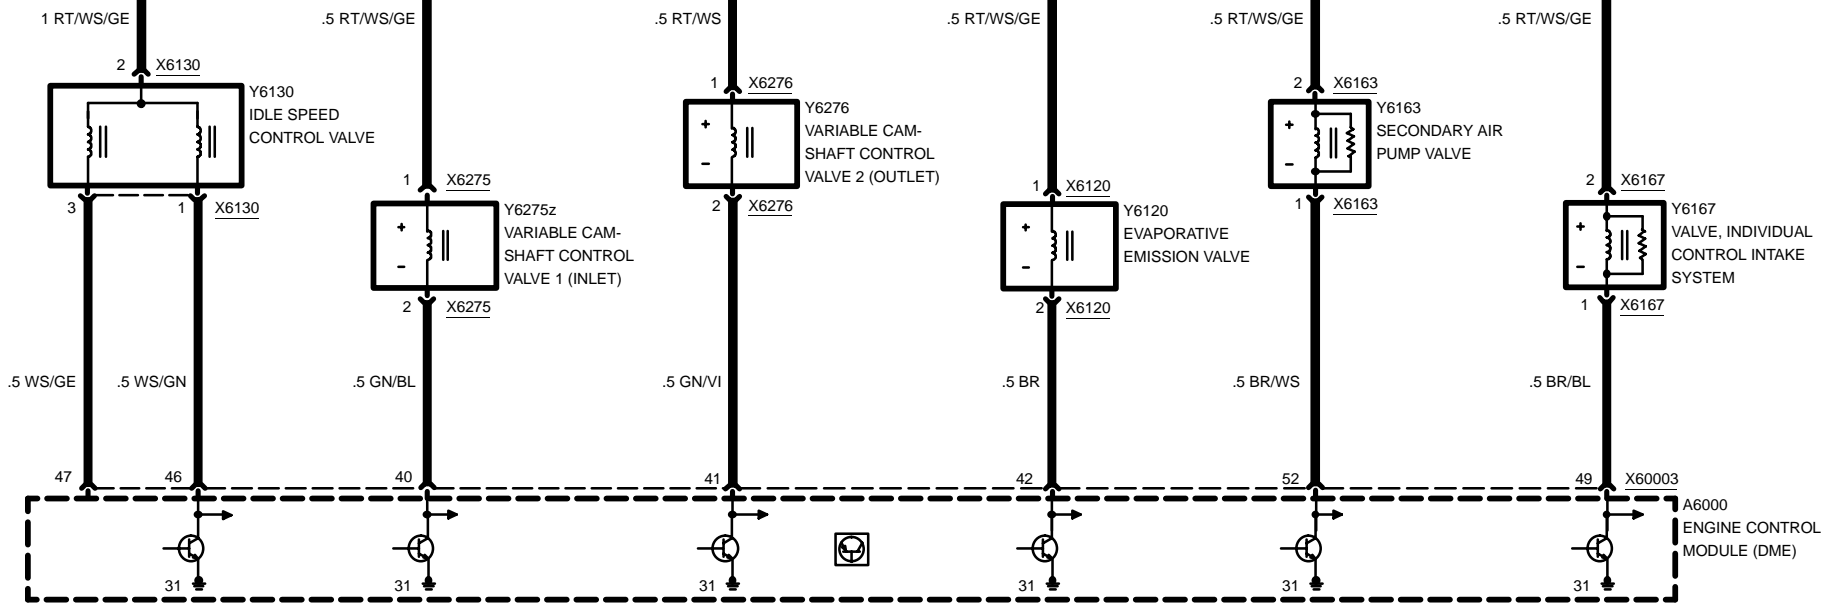 1 RT/WS/GE
.5 RT/WS/GE
.5 RT/WS
.5 RT/WS/GE
.5 RT/WS/GE
.5 RT/WS/GE
2 X6130
Y6130
IDLE SPEED
CONTROL VALVE
3
1 X6130
1 X6275
Y6275z
VARIABLE CAM-
SHAFT CONTROL
VALVE 1 (INLET)
+
-
2 X6275
1 X6276
Y6276
VARIABLE CAM-
SHAFT CONTROL
VALVE 2 (OUTLET)
+
-
2 X6276
1 X6120
Y6120
EVAPORATIVE
EMISSION VALVE
+
-
2 X6120
2 X6163
Y6163
SECONDARY AIR
PUMP VALVE
+
-
1 X6163
2 X6167
Y6167
VALVE, INDIVIDUAL
CONTROL INTAKE
SYSTEM
+
-
1 X6167
.5 WS/GE
.5 WS/GN
.5 GN/BL
.5 GN/VI
.5 BR
.5 BR/WS
.5 BR/BL
47
46
40
41
42
52
49 X60003
A6000
ENGINE CONTROL
MODULE (DME)
31
31
31
31
31
31